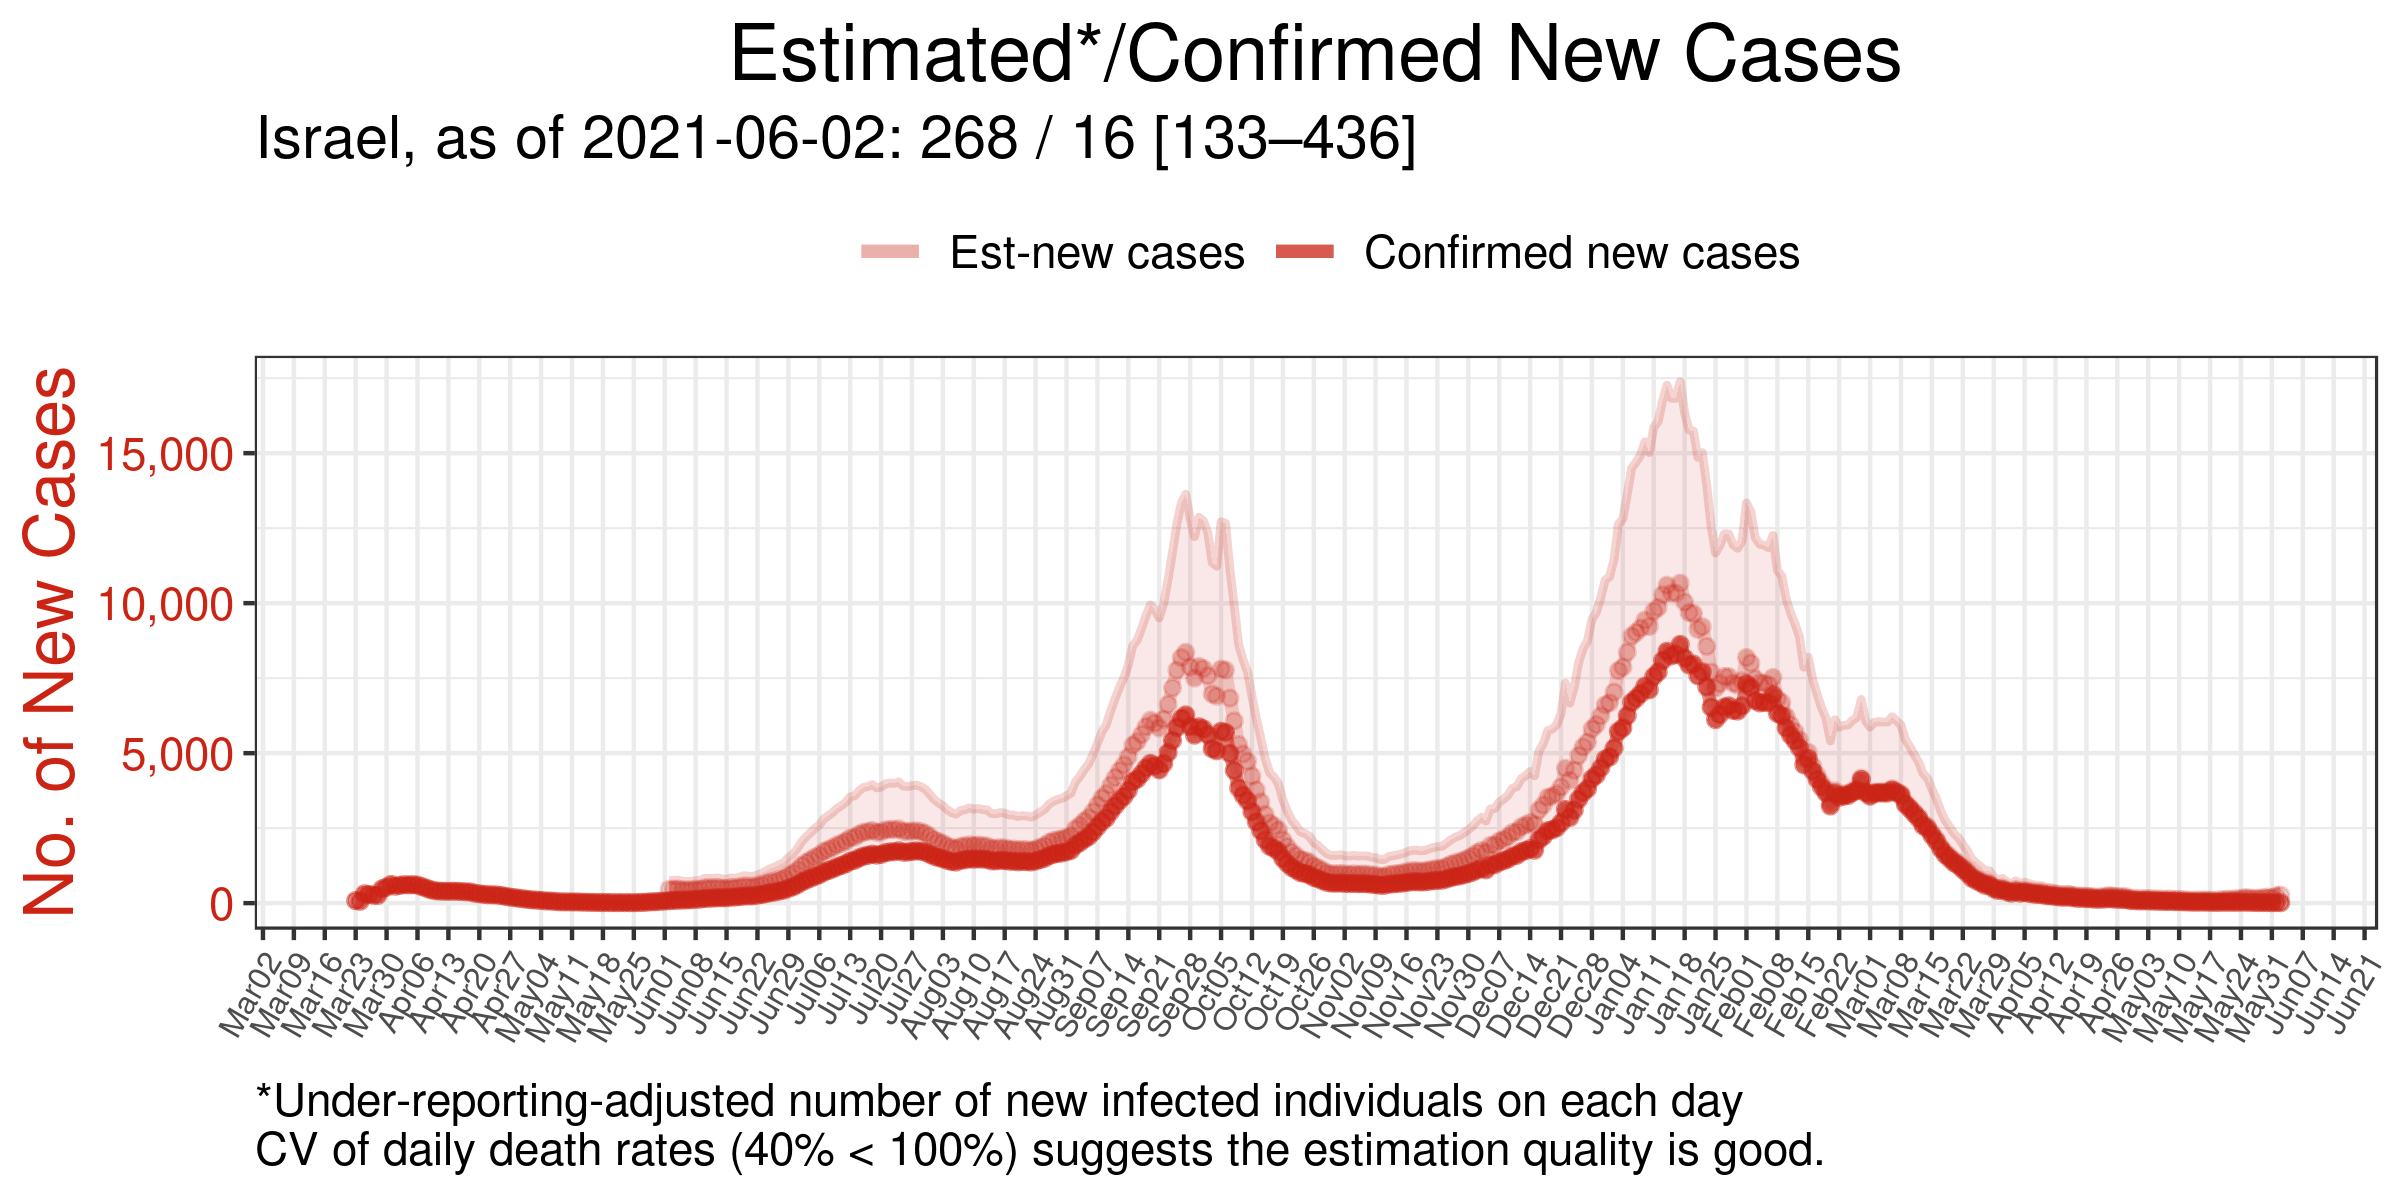 Estimated*/Confirmed New Cases
Israel, as of 2021-06-02: 268 / 16 [133–436]
Est-new cases
Confirmed new cases
No. of New Cases
15,000
10,000
5,000
0
Mar02
Mar09
Mar16
Mar23
Mar30
Apr06
Apr13
Apr20
Apr27
May04
May11
May18
May25
Jun01
Jun08
Jun15
Jun22
Jun29
Jul06
Jul13
Jul20
Jul27
Aug03
Aug10
Aug17
Aug24
Aug31
Sep07
Sep14
Sep21
Sep28
Oct05
Oct12
Oct19
Oct26
Nov02
Nov09
Nov16
Nov23
Nov30
Dec07
Dec14
Dec21
Dec28
Jan04
Jan11
Jan18
Jan25
Feb01
Feb08
Feb15
Feb22
Mar01
Mar08
Mar15
Mar22
Mar29
Apr05
Apr12
Apr19
Apr26
May03
May10
May17
May24
May31
Jun07
Jun14
Jun21
*Under-reporting-adjusted number of new infected individuals on each day
CV of daily death rates (40% < 100%) suggests the estimation quality is good.